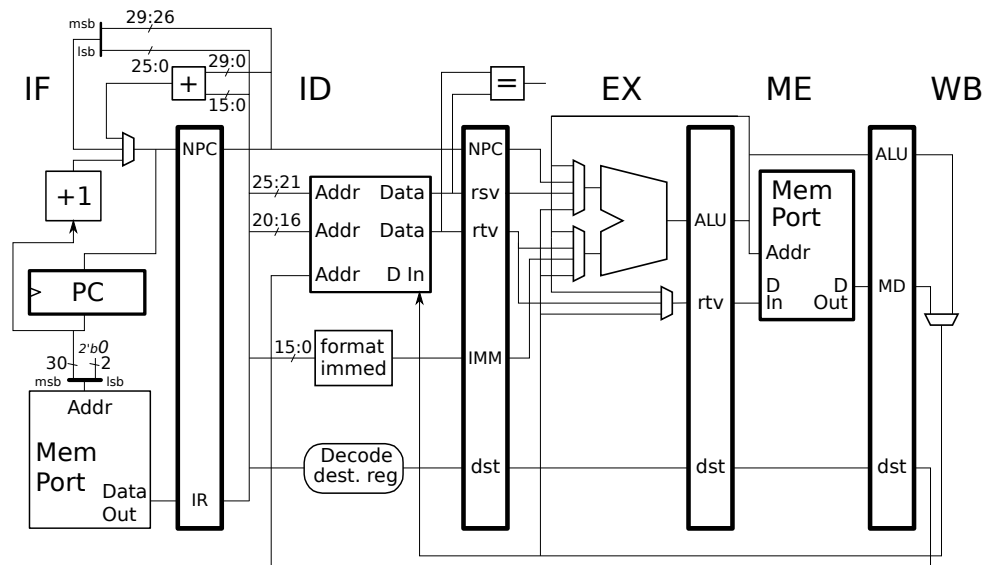 29:26
msb
lsb
25:0
29:0
+
=
15:0
IF
ID
EX
ME
WB
NPC
NPC
ALU
+1
25:21
Addr
Data
rsv
Mem
Port
20:16
Addr
Data
rtv
ALU
Addr
Addr
D In
PC
D
In
D
Out
MD
rtv
2'b0
30
2
msb
lsb
15:0
format
immed
IMM
Addr
Mem
Port
Data
Out
IR
Decode
dest. reg
dst
dst
dst